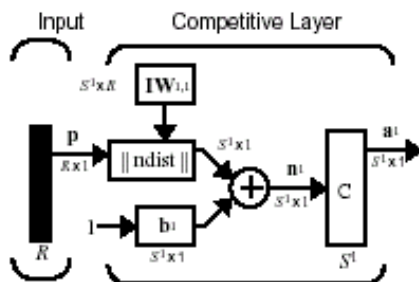 Input Competitive Layer
S¹xR IW1,1
p S¹x1 a1
Rx1 || ndist || n1 S¹x1
S¹x1 C
1 b1
S¹x1
R S1